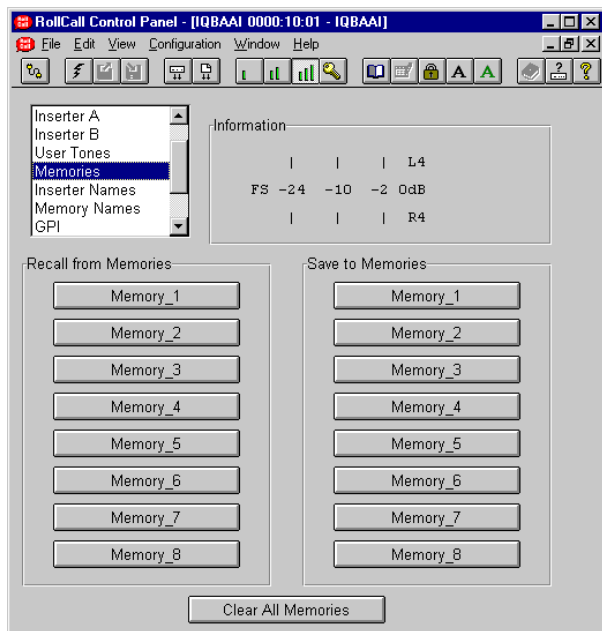 RollCall Control Panel - [IQBAAI 0000:10:01 - IQBAAI]
File Edit View Configuration Window Help
A A
Inserter A
Inserter B
User Tones
Memories
Inserter Names
Memory Names
GPI
Information
| | | L4
FS -24 -10 -2 0dB
| | | R4
Recall from Memories
Memory_1
Memory_2
Memory_3
Memory_4
Memory_5
Memory_6
Memory_7
Memory_8
Save to Memories
Memory_1
Memory_2
Memory_3
Memory_4
Memory_5
Memory_6
Memory_7
Memory_8
Clear All Memories